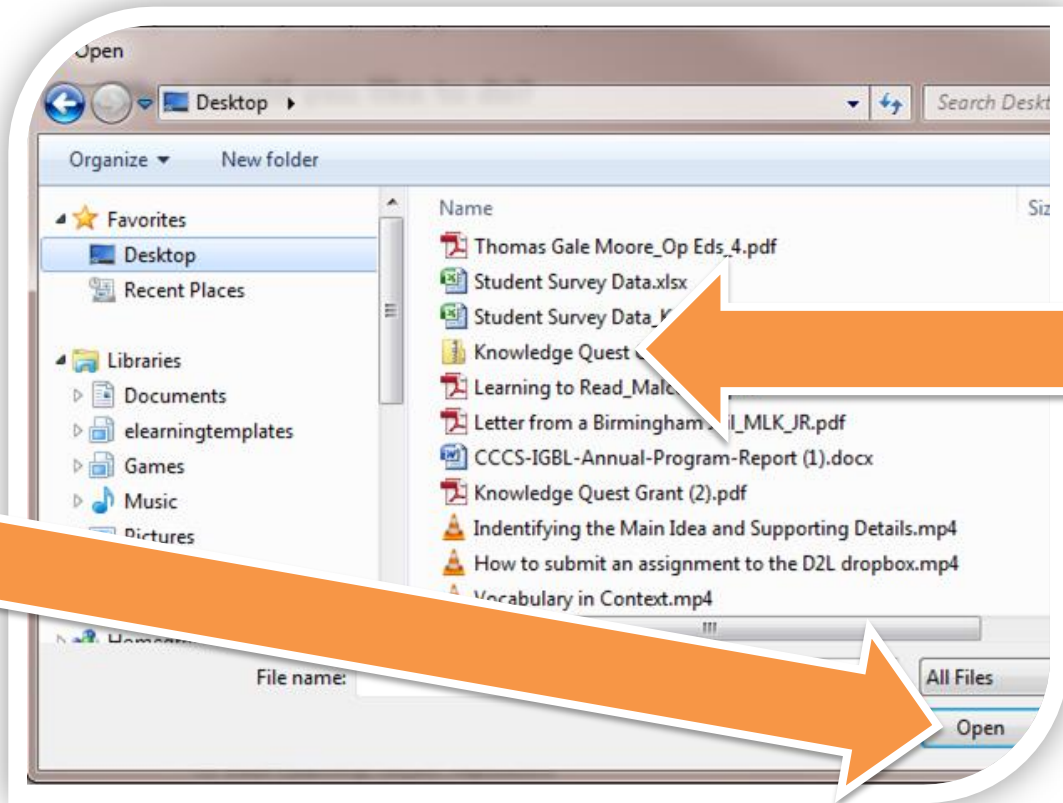 Open
Desktop
Search Deskt
Organize New folder
Favorites
Desktop
Recent Places
Libraries
Documents
elearningtemplates
Games
Music
Pictures
Name Siz
Thomas Gale Moore_Op Eds_4.pdf
Student Survey Data.xlsx
Student Survey Data_K
Knowledge Quest
Learning to Read_Malc
Letter from a Birmingham il_MLK_JR.pdf
CCCS-IGBL-Annual-Program-Report (1).docx
Knowledge Quest Grant (2).pdf
Indentifying the Main Idea and Supporting Details.mp4
How to submit an assignment to the D2L dropbox.mp4
Vocabulary in Context.mp4
File name: All Files
Open